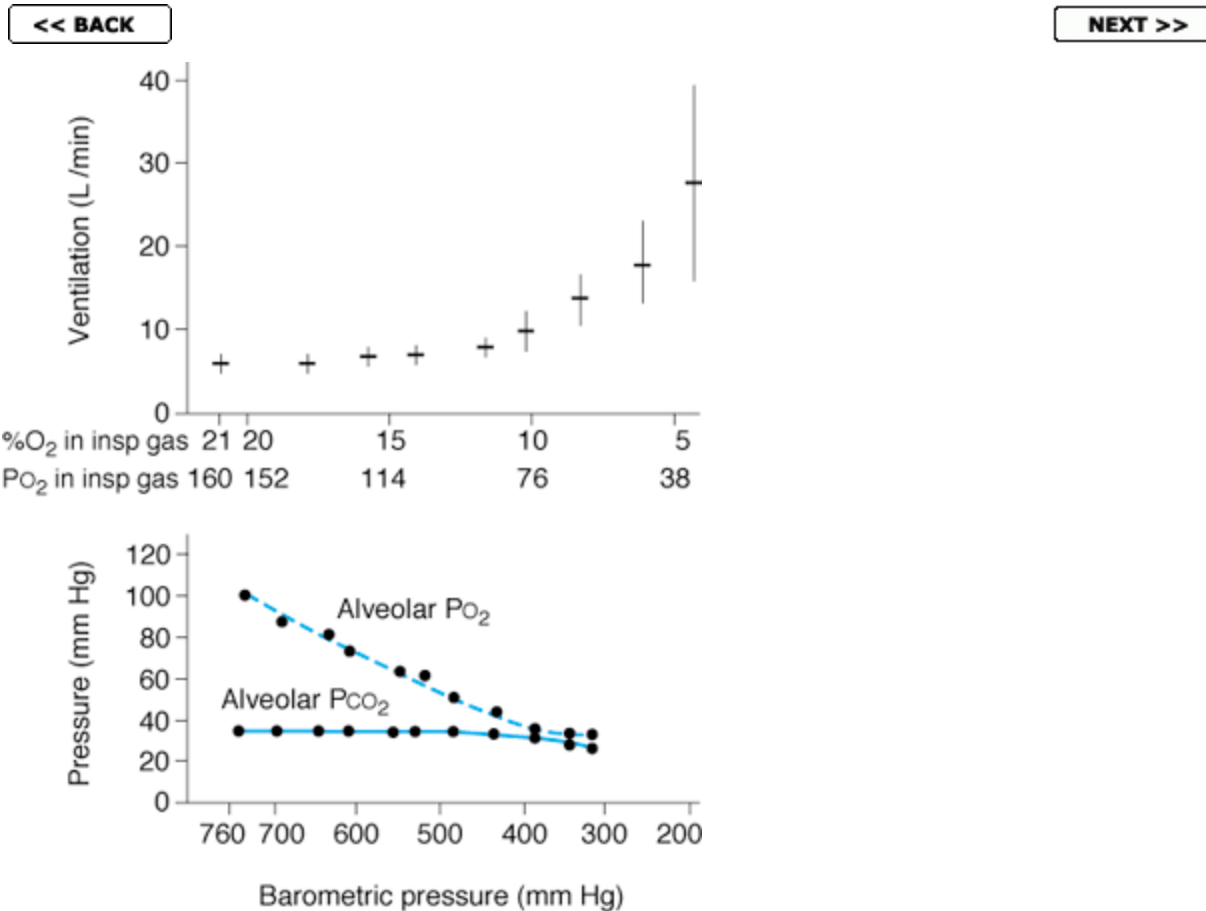 << BACK
NEXT >>
Ventilation (L /min)
40
30
20
10
0
%O2 in insp gas 21 20 15 10 5
PO2 in insp gas 160 152 114 76 38
Pressure (mm Hg)
120
100
80
60
40
20
0
Alveolar PO2
Alveolar PCO2
760 700 600 500 400 300 200
Barometric pressure (mm Hg)